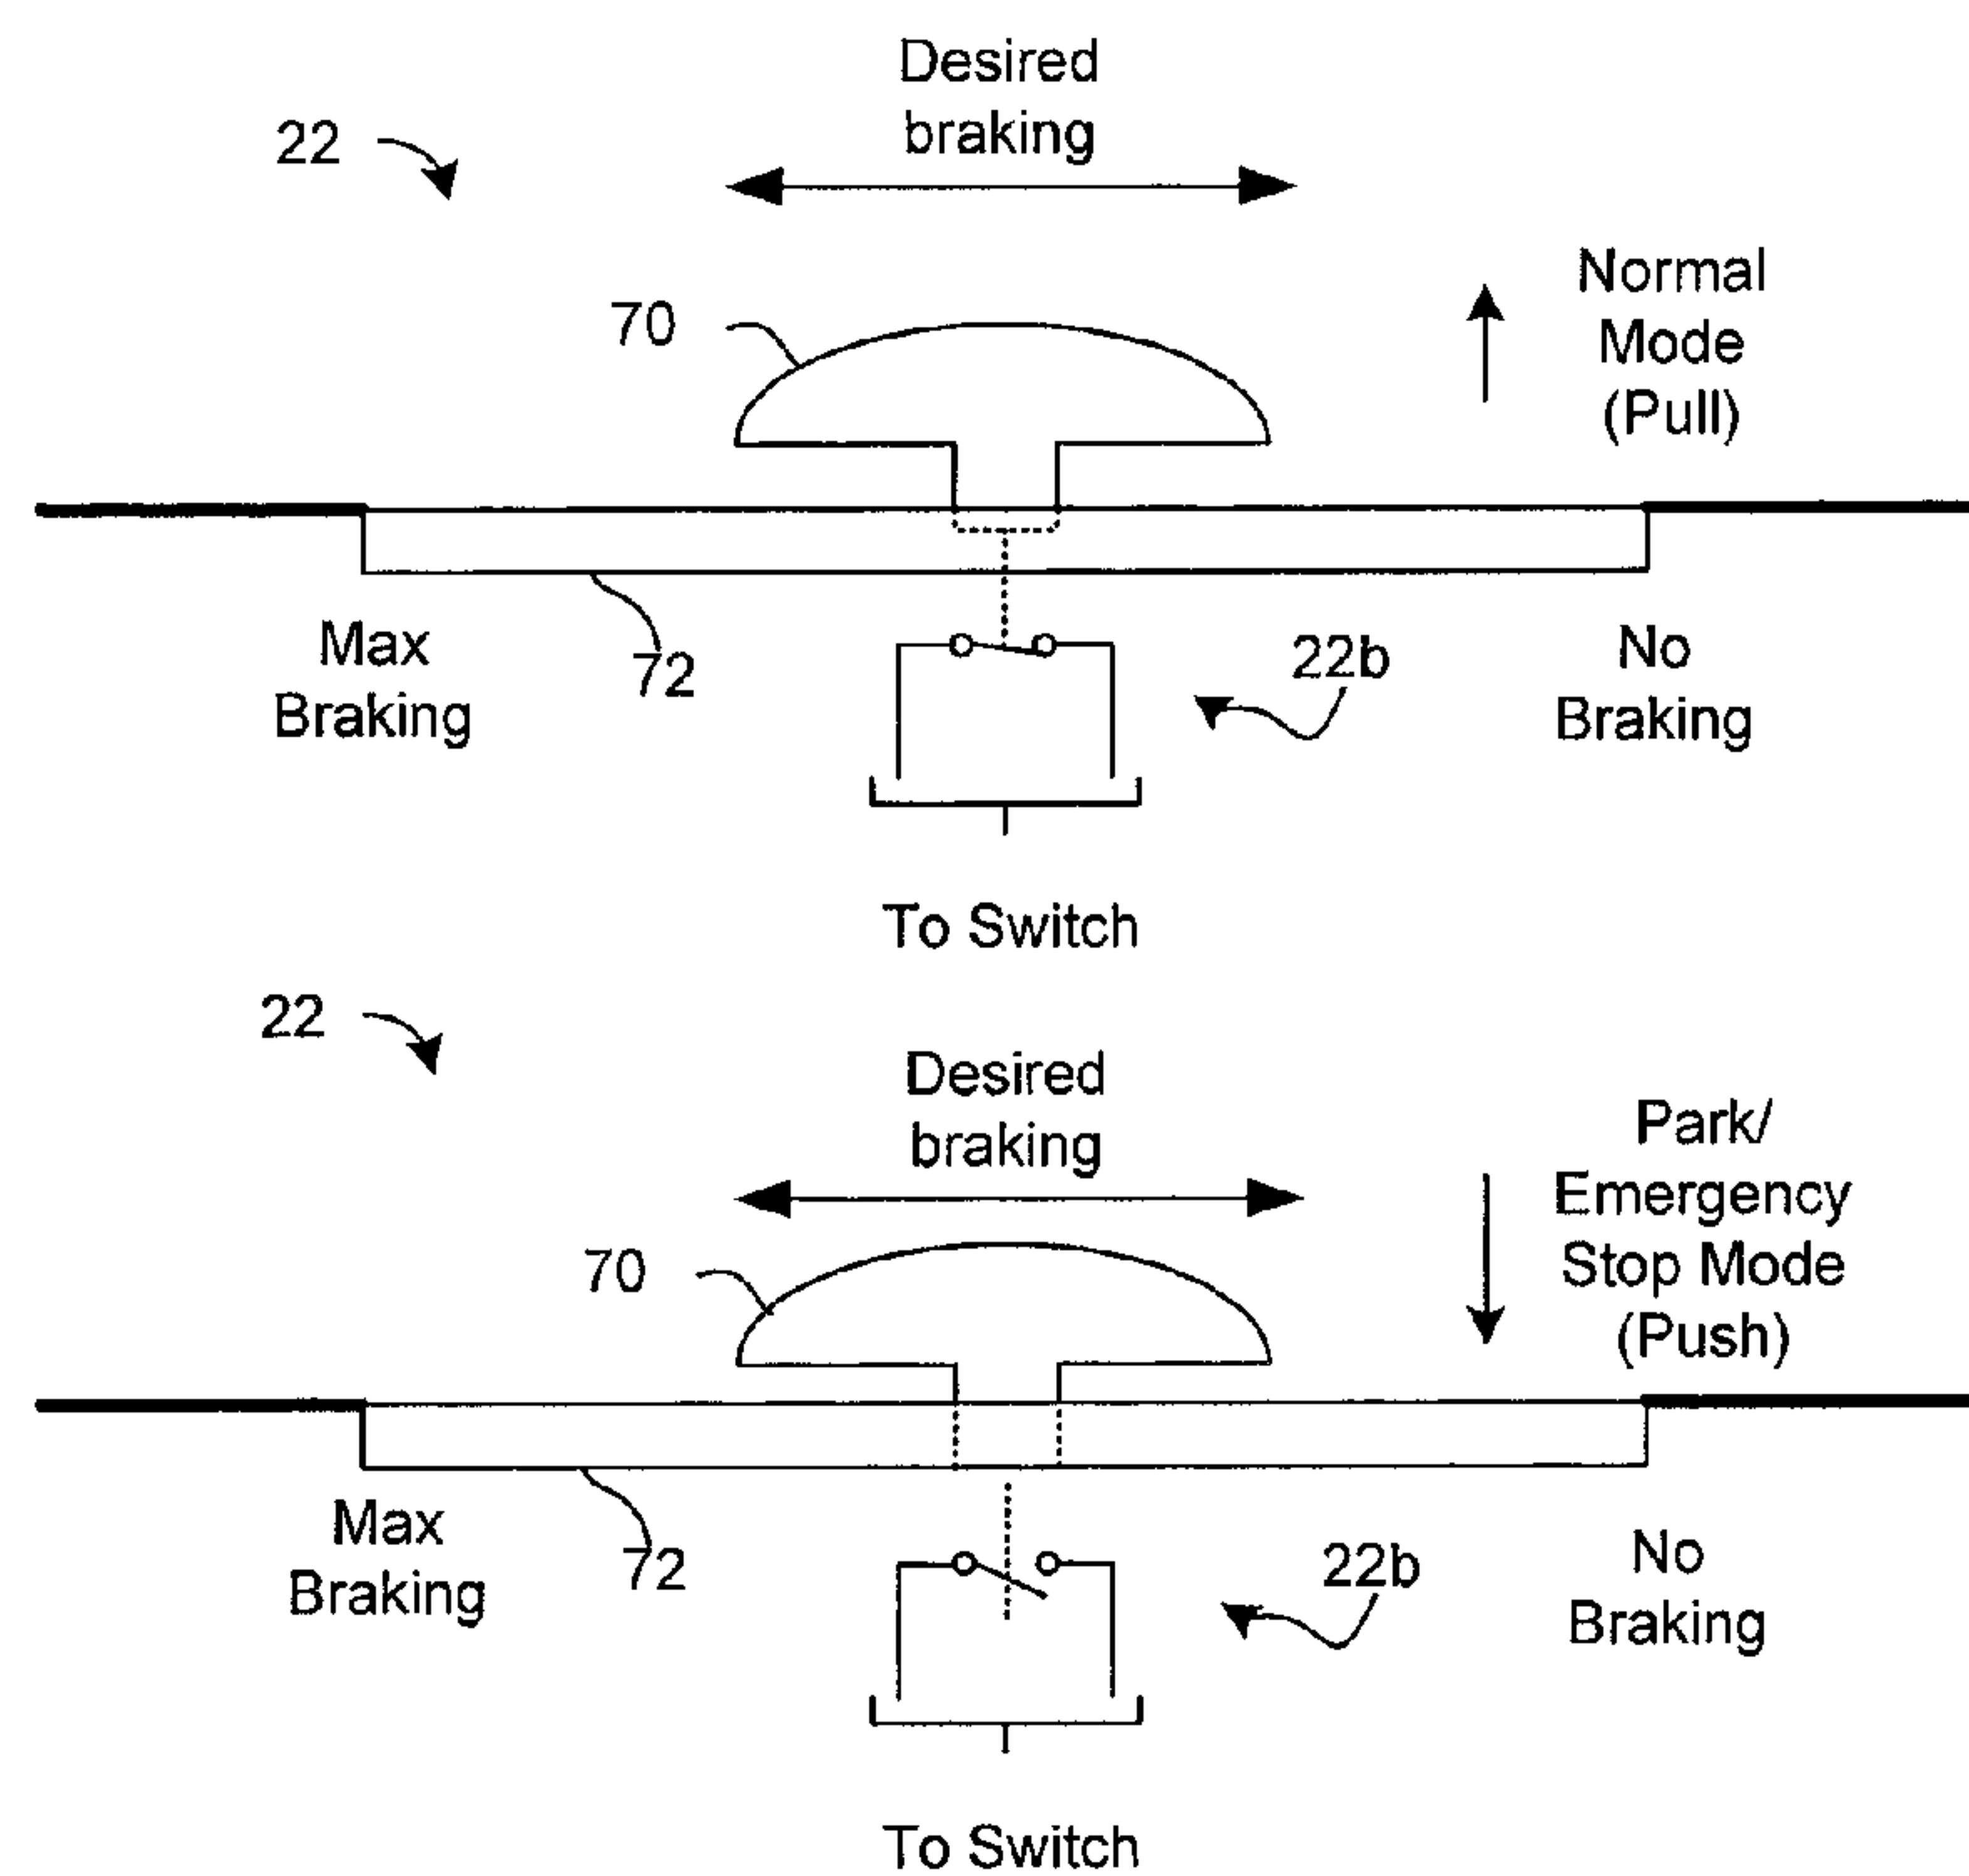 Desired
braking
22
Normal
Mode
(Pull)
70
Max
Braking
72
22b
No
Braking
To Switch
22
Desired
braking
Park/
Emergency
Stop Mode
(Push)
70
Max
Braking
72
22b
No
Braking
To Switch